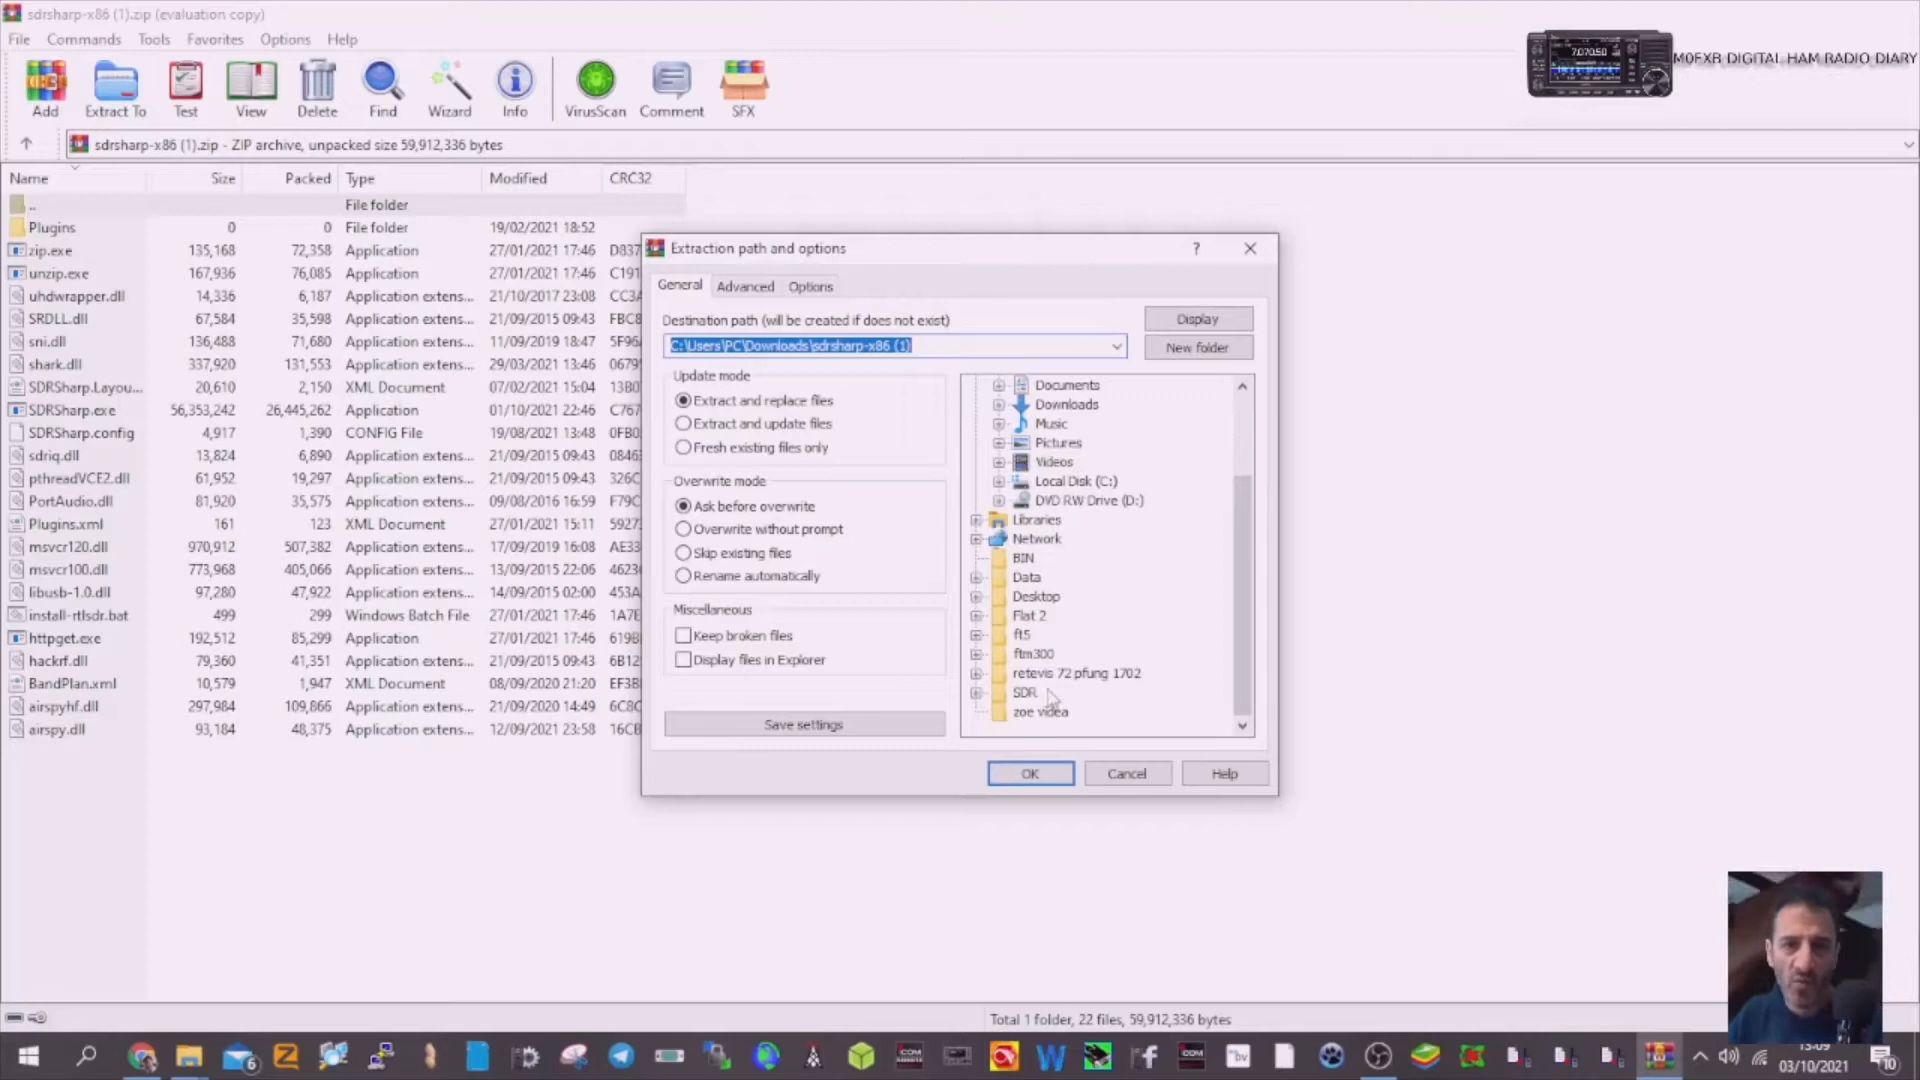 sdrsharp-x86 (1).zip (evaluation copy)
File Commands Tools Favorites Options Help
7.070.50
M0FXB DIGITAL HAM RADIO DIARY
Add Extract To Test View Delete Find Wizard Info VirusScan Comment SFX
sdrsharp-x86 (1).zip - ZIP archive, unpacked size 59,912,336 bytes
Name Size Packed Type Modified CRC32
.. File folder
Plugins 0 0 File folder 19/02/2021 18:52
zip.exe 135,168 72,358 Application 27/01/2021 17:46 D837
unzip.exe 167,936 76,085 Application 27/01/2021 17:46 C191
uhdwrapper.dll 14,336 6,187 Application extens... 21/10/2017 23:08 CC3A
SRDLL.dll 67,584 35,598 Application extens... 21/09/2015 09:43 FBC8
sni.dll 136,488 71,680 Application extens... 11/09/2019 18:47 5F96
shark.dll 337,920 131,553 Application extens... 29/03/2021 13:46 0679
SDRSharp.Layou... 20,610 2,150 XML Document 07/02/2021 15:04 13B0
SDRSharp.exe 56,353,242 26,445,262 Application 01/10/2021 22:46 C767
SDRSharp.config 4,917 1,390 CONFIG File 19/08/2021 13:48 0FB0
sdriq.dll 13,824 6,890 Application extens... 21/09/2015 09:43 0846
pthreadVCE2.dll 61,952 19,297 Application extens... 21/09/2015 09:43 326C
PortAudio.dll 81,920 35,575 Application extens... 09/08/2016 16:59 F79C
Plugins.xml 161 123 XML Document 27/01/2021 15:11 5927
msvcr120.dll 970,912 507,382 Application extens... 17/09/2019 16:08 AE33
msvcr100.dll 773,968 405,066 Application extens... 13/09/2015 22:06 4623
libusb-1.0.dll 97,280 47,922 Application extens... 14/09/2015 02:00 453A
install-rtlsdr.bat 499 299 Windows Batch File 27/01/2021 17:46 1A7E
httpget.exe 192,512 85,299 Application 27/01/2021 17:46 619B
hackrf.dll 79,360 41,351 Application extens... 21/09/2015 09:43 6B12
BandPlan.xml 10,579 1,947 XML Document 08/09/2020 21:20 EF3B
airspyhf.dll 297,984 109,866 Application extens... 21/09/2020 14:49 6C8C
airspy.dll 93,184 48,375 Application extens... 12/09/2021 23:58 16CB
Extraction path and options
?
General Advanced Options
Destination path (will be created if does not exist)
Display
C:\Users\PC\Downloads\sdrsharp-x86 (1)
New folder
Update mode
Extract and replace files
Extract and update files
Fresh existing files only
Overwrite mode
Ask before overwrite
Overwrite without prompt
Skip existing files
Rename automatically
Miscellaneous
Keep broken files
Display files in Explorer
Save settings
Documents
Downloads
Music
Pictures
Videos
Local Disk (C:)
DVD RW Drive (D:)
Libraries
Network
BIN
Data
Desktop
Flat 2
ft5
ftm300
retevis 72 pfung 1702
SDR
zoe videa
OK Cancel Help
Total 1 folder, 22 files, 59,912,336 bytes
13:09
03/10/2021
6
10